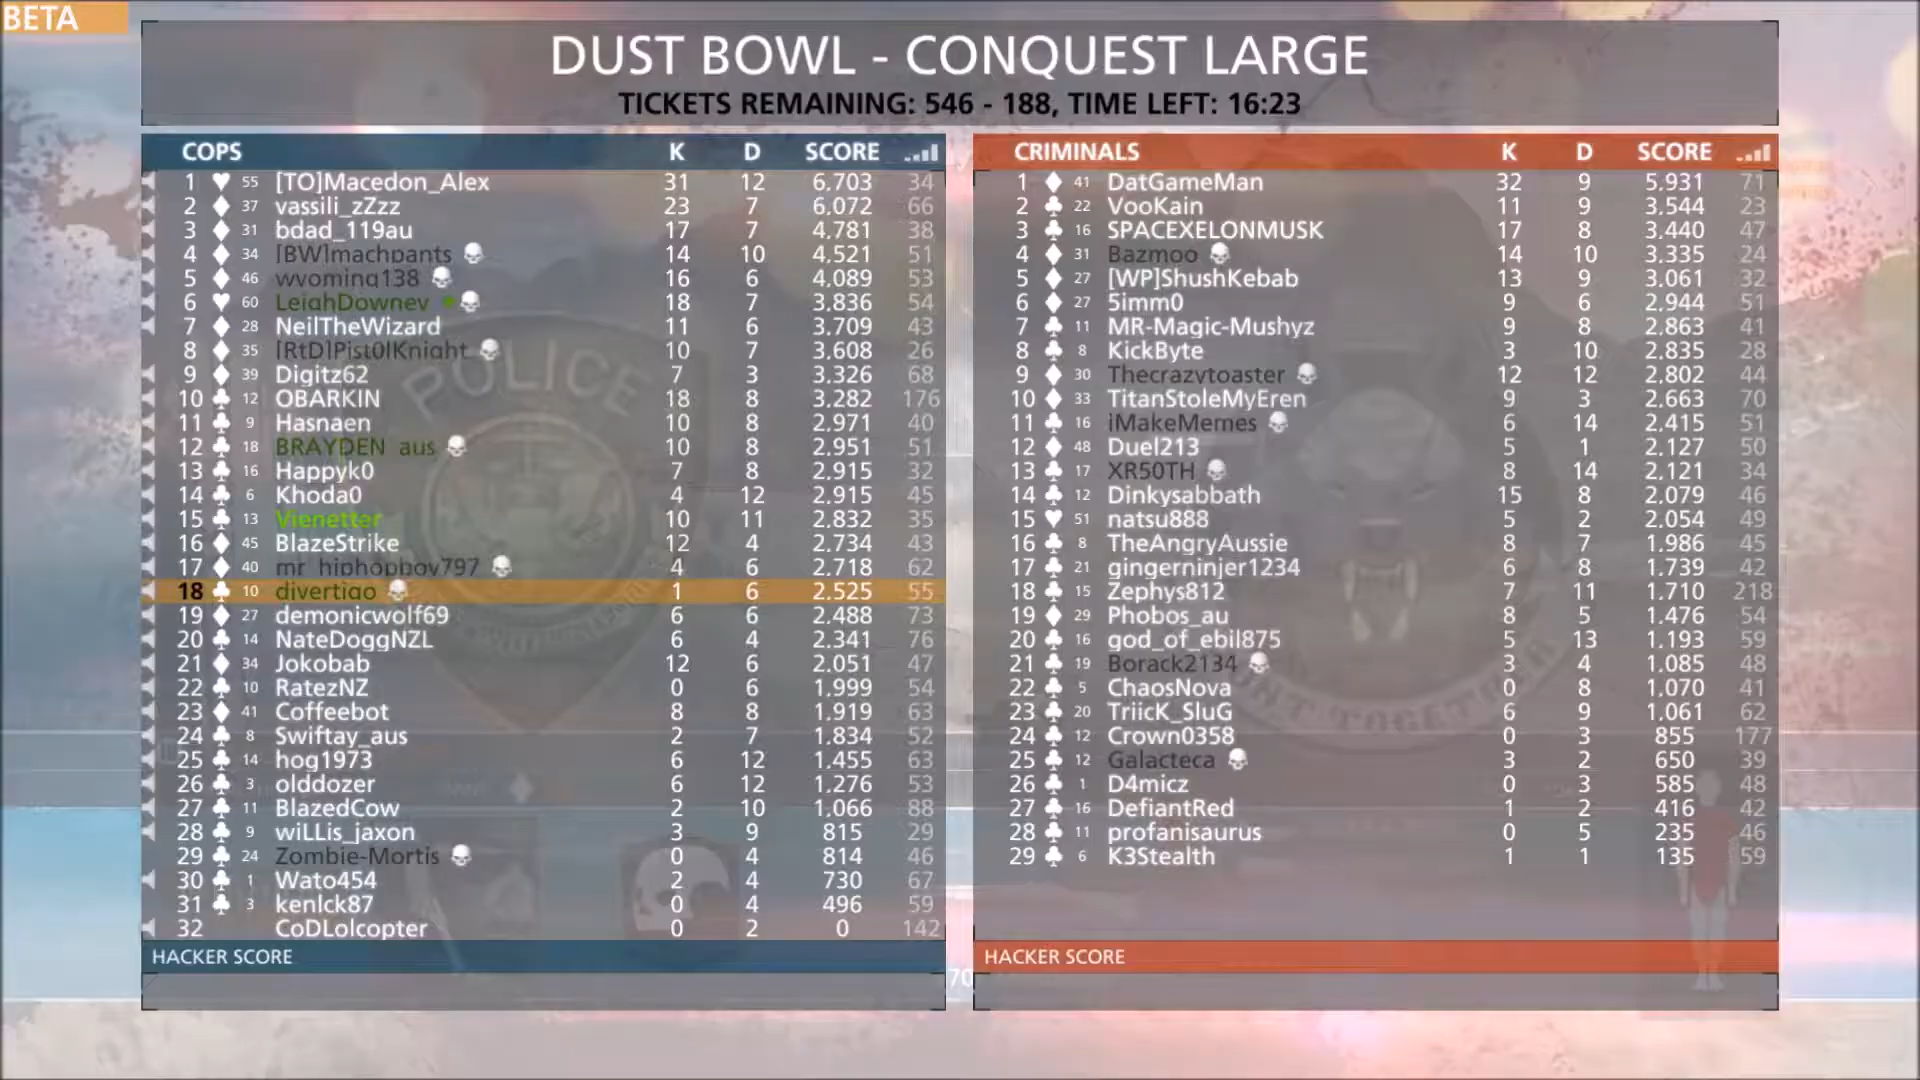 BETA
DUST BOWL - CONQUEST LARGE
TICKETS REMAINING: 546 - 188, TIME LEFT: 16:23
COPS K D SCORE
1 55 [TO]Macedon_Alex 31 12 6.703 34
2 37 vassili_zZzz 23 7 6.072 66
3 31 bdad_119au 17 7 4.781 38
4 34 [BW]machpants 14 10 4.521 51
5 46 wyoming138 16 6 4.089 53
6 60 LeighDowney 18 7 3.836 54
7 28 NeilTheWizard 11 6 3.709 43
8 35 [RtD]Pist0lKnight 10 7 3.608 26
9 39 Digitz62 7 3 3.326 68
10 12 OBARKIN 18 8 3.282 176
11 9 Hasnaen 10 8 2.971 40
12 18 BRAYDEN_aus 10 8 2.951 51
13 16 Happyk0 7 8 2.915 32
14 6 Khoda0 4 12 2.915 45
15 13 Vienetter 10 11 2.832 35
16 45 BlazeStrike 12 4 2.734 43
17 40 mr_hiphopboy797 4 6 2.718 62
18 10 divertigo 1 6 2.525 55
19 27 demonicwolf69 6 6 2.488 73
20 14 NateDoggNZL 6 4 2.341 76
21 34 Jokobab 12 6 2.051 47
22 10 RatezNZ 0 6 1.999 54
23 41 Coffeebot 8 8 1.919 63
24 8 Swiftay_aus 2 7 1.834 52
25 14 hog1973 6 12 1.455 63
26 3 olddozer 6 12 1.276 53
27 11 BlazedCow 2 10 1.066 88
28 9 wiLLis_jaxon 3 9 815 29
29 24 Zombie-Mortis 0 4 814 46
30 1 Wato454 2 4 730 67
31 3 kenlck87 0 4 496 59
32 CoDLolcopter 0 2 0 142
HACKER SCORE
CRIMINALS K D SCORE
1 41 DatGameMan 32 9 5.931 71
2 22 VooKain 11 9 3.544 23
3 16 SPACEXELONMUSK 17 8 3.440 47
4 31 Bazmoo 14 10 3.335 24
5 27 [WP]ShushKebab 13 9 3.061 32
6 27 5imm0 9 6 2.944 51
7 11 MR-Magic-Mushyz 9 8 2.863 41
8 8 KickByte 3 10 2.835 28
9 30 Thecrazytoaster 12 12 2.802 44
10 33 TitanStoleMyEren 9 3 2.663 70
11 16 iMakeMemes 6 14 2.415 51
12 48 Duel213 5 1 2.127 50
13 17 XR50TH 8 14 2.121 34
14 12 Dinkysabbath 15 8 2.079 46
15 51 natsu888 5 2 2.054 49
16 8 TheAngryAussie 8 7 1.986 45
17 21 gingerninjer1234 6 8 1.739 42
18 15 Zephys812 7 11 1.710 218
19 29 Phobos_au 8 5 1.476 54
20 16 god_of_ebil875 5 13 1.193 59
21 19 Borack2134 3 4 1.085 48
22 5 ChaosNova 0 8 1.070 41
23 20 TriicK_SluG 6 9 1.061 62
24 12 Crown0358 0 3 855 177
25 12 Galacteca 3 2 650 39
26 1 D4micz 0 3 585 48
27 16 DefiantRed 1 2 416 42
28 11 profanisaurus 0 5 235 46
29 6 K3Stealth 1 1 135 59
HACKER SCORE
70
POLICE